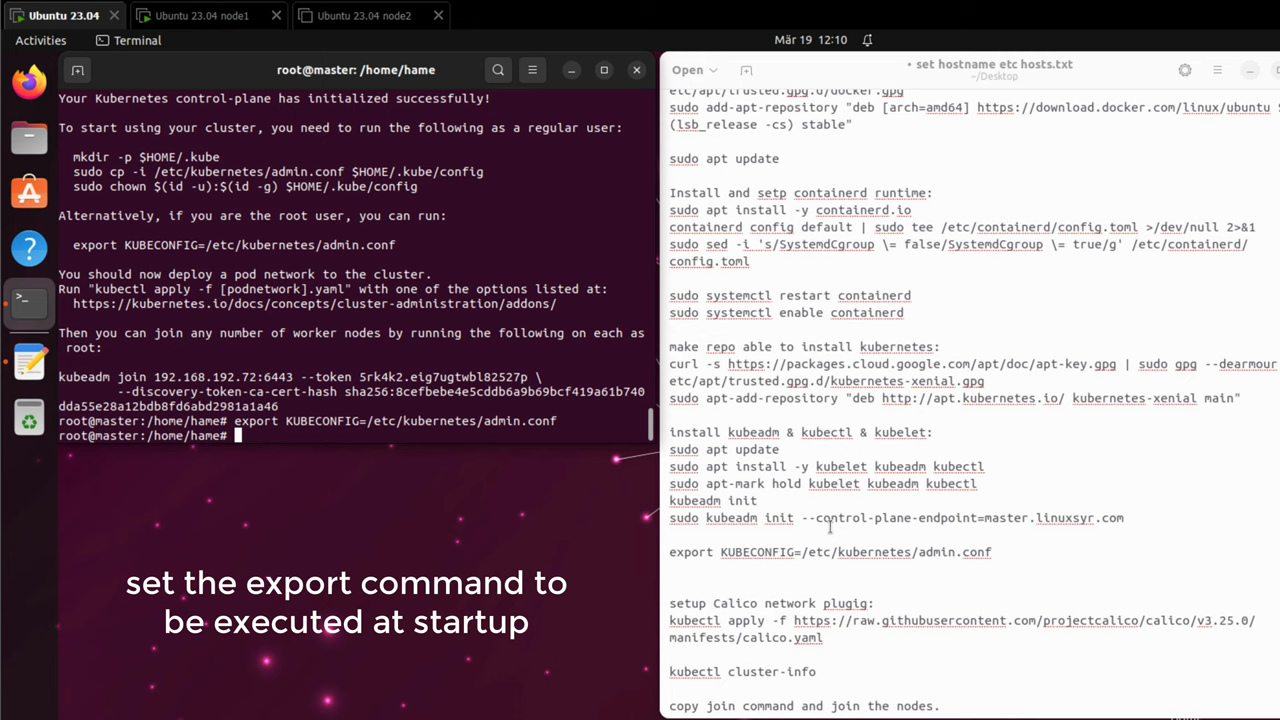 Ubuntu 23.04
Ubuntu 23.04 node1
Ubuntu 23.04 node2
Activities
Terminal
Mär 19 12:10
root@master: /home/hame
Your Kubernetes control-plane has initialized successfully!
To start using your cluster, you need to run the following as a regular user:
mkdir -p $HOME/.kube
sudo cp -i /etc/kubernetes/admin.conf $HOME/.kube/config
sudo chown $(id -u):$(id -g) $HOME/.kube/config
Alternatively, if you are the root user, you can run:
export KUBECONFIG=/etc/kubernetes/admin.conf
You should now deploy a pod network to the cluster.
Run "kubectl apply -f [podnetwork].yaml" with one of the options listed at:
https://kubernetes.io/docs/concepts/cluster-administration/addons/
Then you can join any number of worker nodes by running the following on each as
root:
kubeadm join 192.168.192.72:6443 --token 5rk4k2.eig7ugtwbl82527p \
--discovery-token-ca-cert-hash sha256:8cefbebe4e5cddb6a9b69bcf419a61b740
dda55e28a12bdb8fd6abd2981a1a46
root@master:/home/hame# export KUBECONFIG=/etc/kubernetes/admin.conf
root@master:/home/hame#
set the export command to
be executed at startup
Open
• set hostname etc hosts.txt
~/Desktop
etc/apt/trusted.gpg.d/docker.gpg
sudo add-apt-repository "deb [arch=amd64] https://download.docker.com/linux/ubuntu $
(lsb_release -cs) stable"
sudo apt update
Install and setp containerd runtime:
sudo apt install -y containerd.io
containerd config default | sudo tee /etc/containerd/config.toml >/dev/null 2>&1
sudo sed -i 's/SystemdCgroup \= false/SystemdCgroup \= true/g' /etc/containerd/
config.toml
sudo systemctl restart containerd
sudo systemctl enable containerd
make repo able to install kubernetes:
curl -s https://packages.cloud.google.com/apt/doc/apt-key.gpg | sudo gpg --dearmour
etc/apt/trusted.gpg.d/kubernetes-xenial.gpg
sudo apt-add-repository "deb http://apt.kubernetes.io/ kubernetes-xenial main"
install kubeadm & kubectl & kubelet:
sudo apt update
sudo apt install -y kubelet kubeadm kubectl
sudo apt-mark hold kubelet kubeadm kubectl
kubeadm init
sudo kubeadm init --control-plane-endpoint=master.linuxsyr.com
export KUBECONFIG=/etc/kubernetes/admin.conf
setup Calico network plugig:
kubectl apply -f https://raw.githubusercontent.com/projectcalico/calico/v3.25.0/
manifests/calico.yaml
kubectl cluster-info
copy join command and join the nodes.